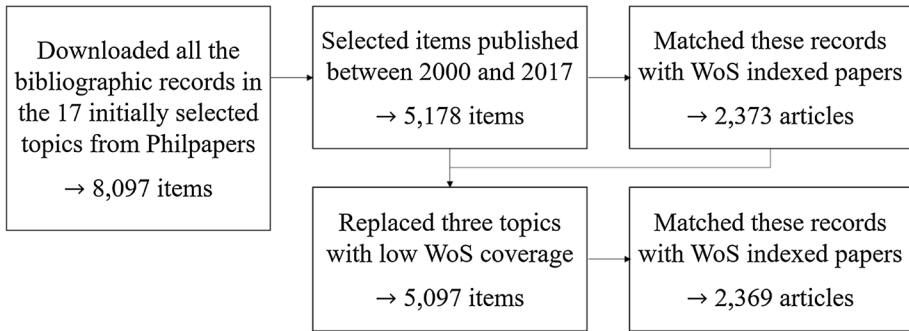 Downloaded all the
bibliographic records in
the 17 initially selected
topics from Philpapers
→ 8,097 items
Selected items published
between 2000 and 2017
→ 5,178 items
Matched these records
with WoS indexed papers
→ 2,373 articles
Replaced three topics
with low WoS coverage
→ 5,097 items
Matched these records
with WoS indexed papers
→ 2,369 articles